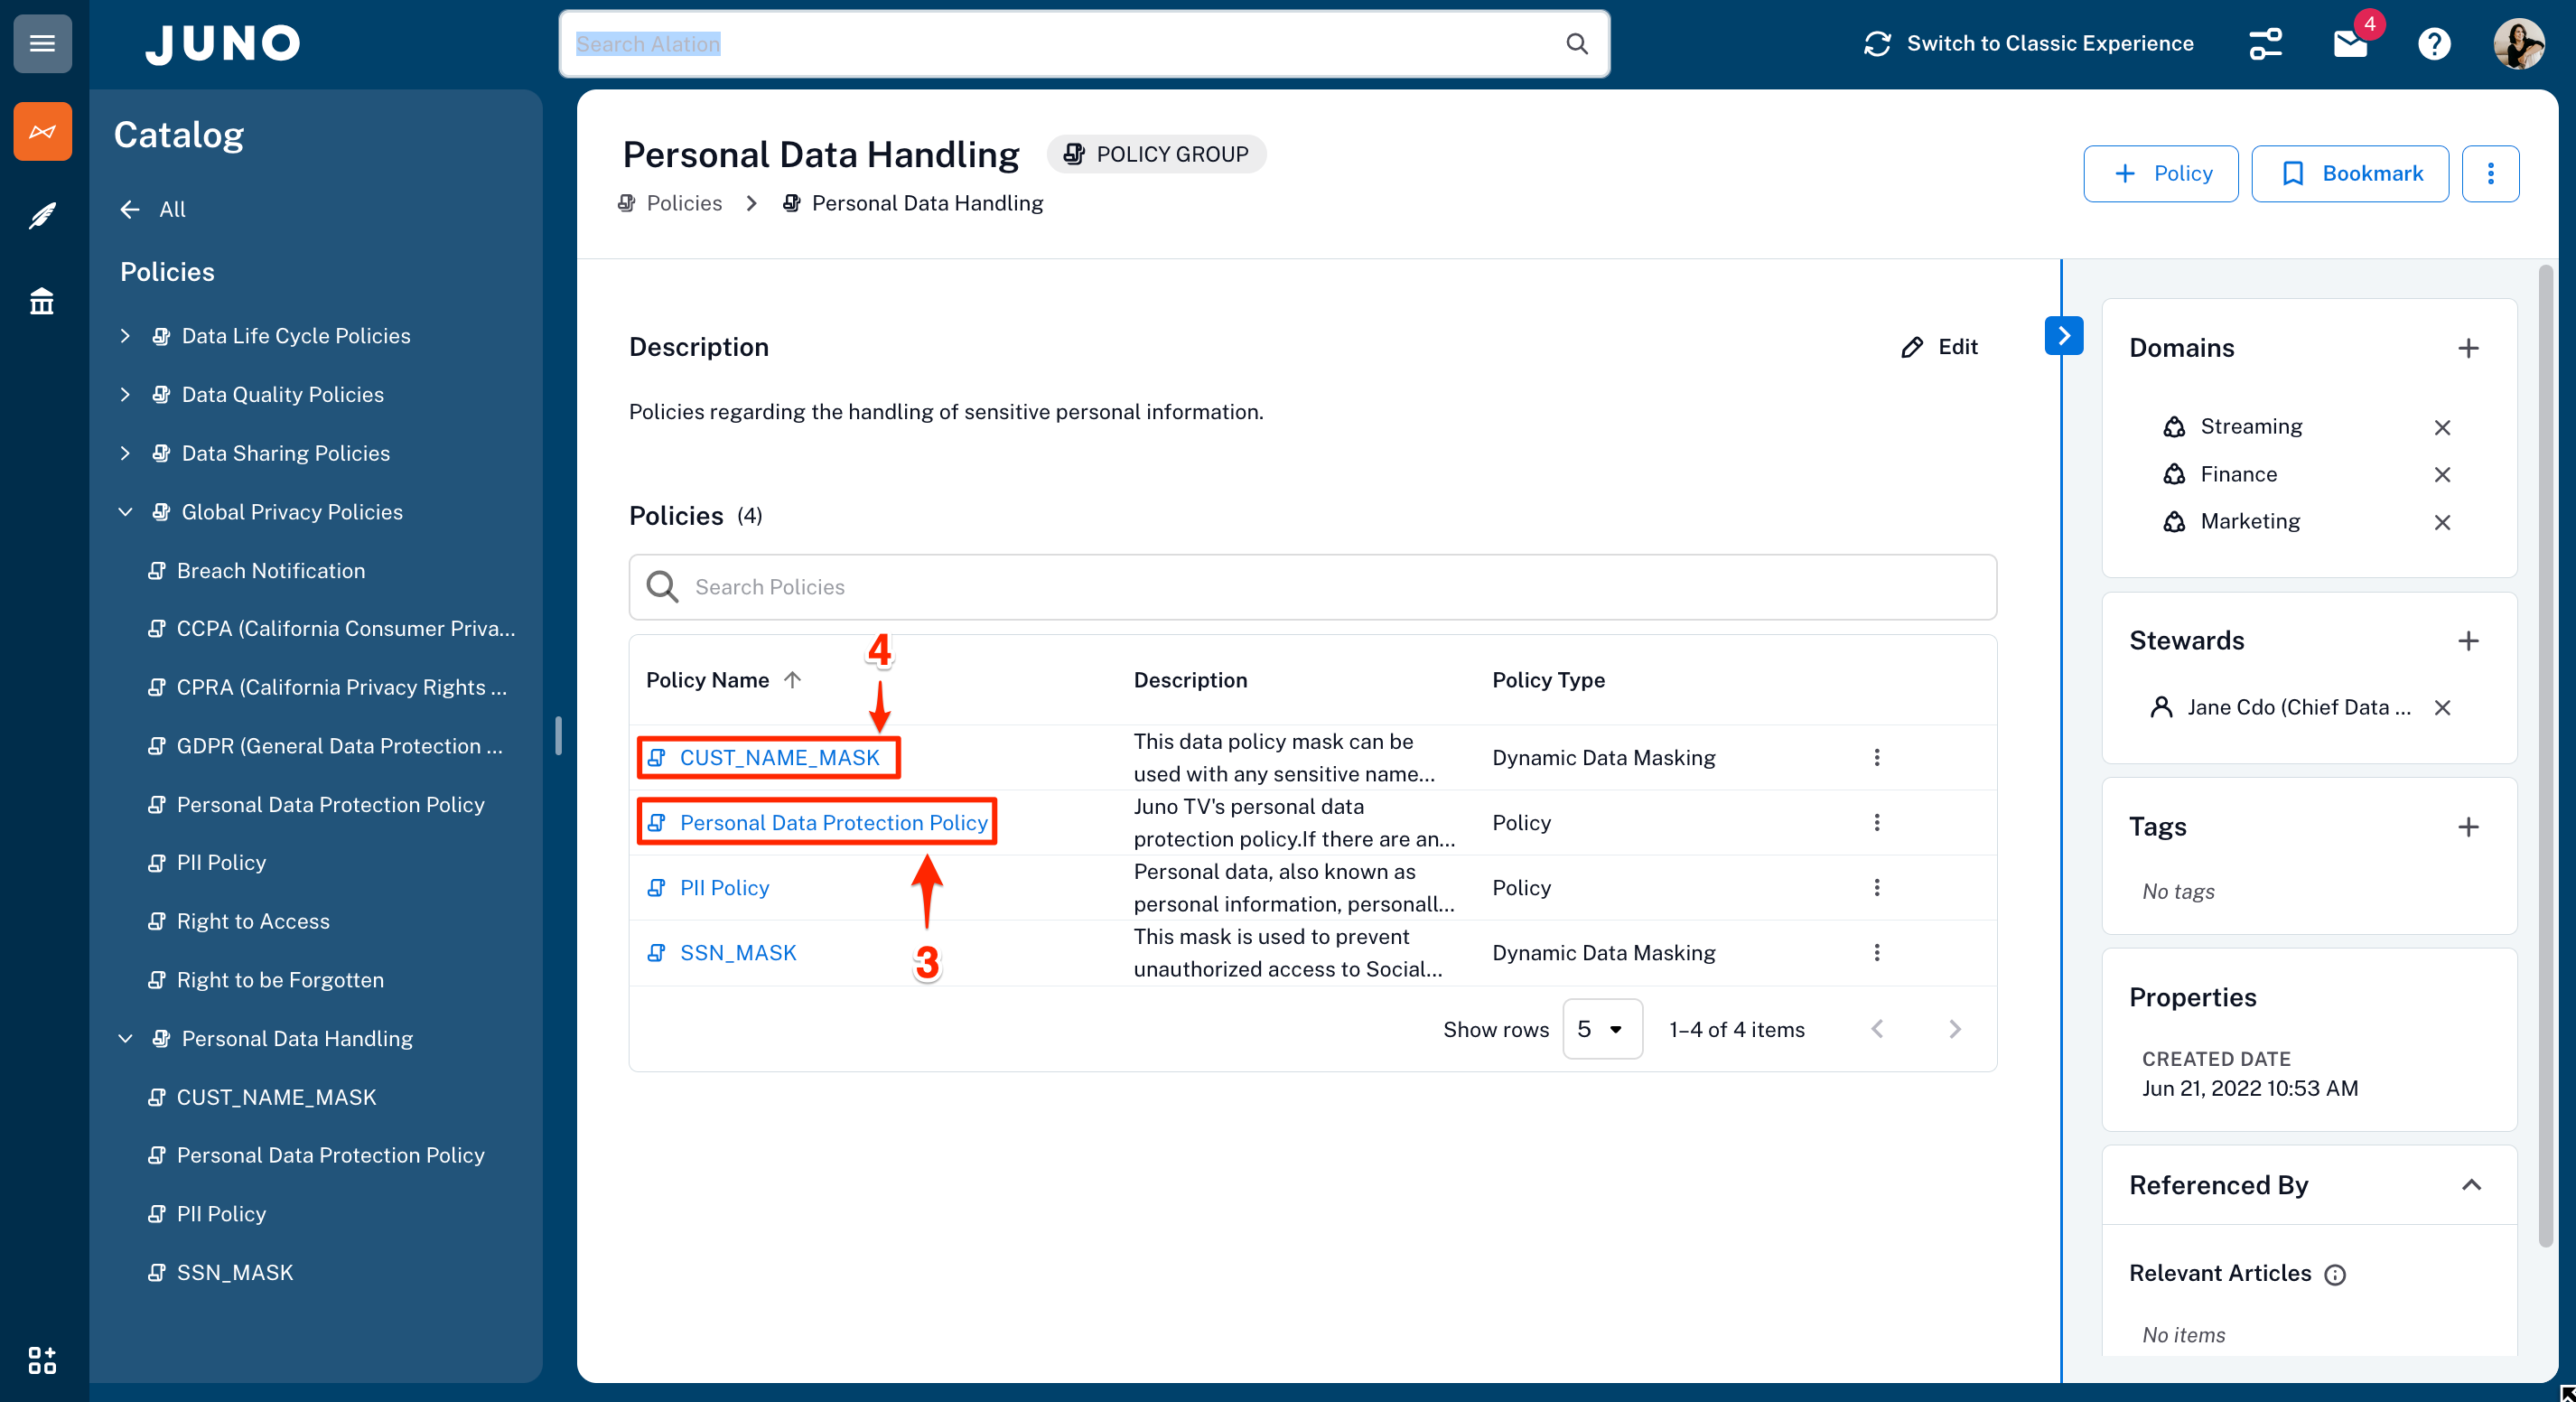 JUNO
Search Alation
Switch to Classic Experience
4
Catalog
All
Policies
Data Life Cycle Policies
Data Quality Policies
Data Sharing Policies
Global Privacy Policies
Breach Notification
CCPA (California Consumer Priva...
CPRA (California Privacy Rights ...
GDPR (General Data Protection ...
Personal Data Protection Policy
PII Policy
Right to Access
Right to be Forgotten
Personal Data Handling
CUST_NAME_MASK
Personal Data Protection Policy
PII Policy
SSN_MASK
Personal Data Handling
POLICY GROUP
Policies > Personal Data Handling
+ Policy
Bookmark
Description
Edit
Policies regarding the handling of sensitive personal information.
Policies (4)
Search Policies
4
Policy Name Description Policy Type
CUST_NAME_MASK
This data policy mask can be
used with any sensitive name...
Dynamic Data Masking
Personal Data Protection Policy
Juno TV's personal data
protection policy.If there are an...
Policy
PII Policy
Personal data, also known as
personal information, personall...
Policy
3
SSN_MASK
This mask is used to prevent
unauthorized access to Social...
Dynamic Data Masking
Show rows 5 1–4 of 4 items
Domains
Streaming
Finance
Marketing
Stewards
Jane Cdo (Chief Data ...
Tags
No tags
Properties
CREATED DATE
Jun 21, 2022 10:53 AM
Referenced By
Relevant Articles
No items